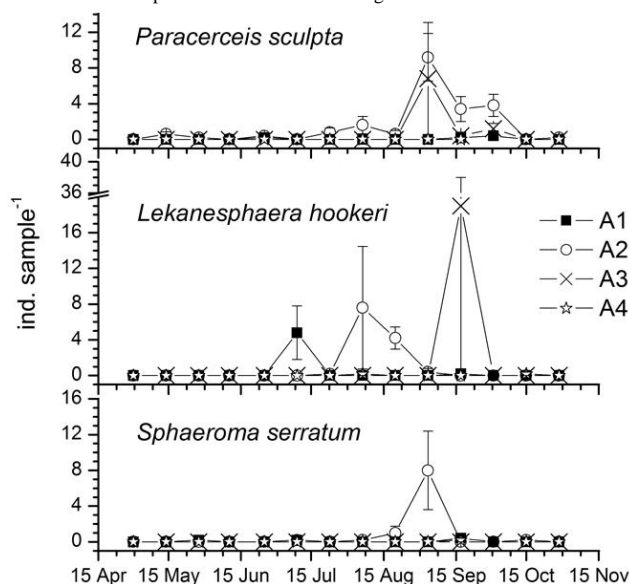 Paracerceis sculpta
12
8
4
0
ind. sample⁻¹
40
36
Lekanesphaera hookeri
16
12
8
4
0
A1
A2
A3
A4
16
Sphaeroma serratum
12
8
4
0
15 Apr 15 May 15 Jun 15 Jul 15 Aug 15 Sep 15 Oct 15 Nov